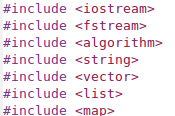 #include <iostream>
#include <fstream>
#include <algorithm>
#include <string>
#include <vector>
#include <list>
#include <map>